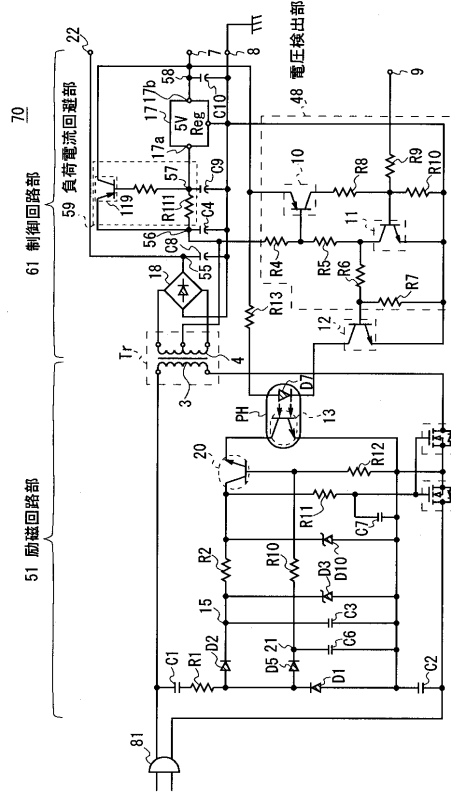 70
51 励磁回路部
61 制御回路部
59 負荷電流回避部
22
7
8
58
17
17b
5V
Reg
17a
C10
119
57
R111
C9
56
C4
C8
55
18
Tr
3
4
48 電圧検出部
10
R8
9
R9
R10
11
R4
R5
R6
R7
12
R13
PH
D7
13
20
R12
R11
C7
R2
R10
D10
15
D3
C3
21
C6
D2
D5
D1
C1
R1
C2
81